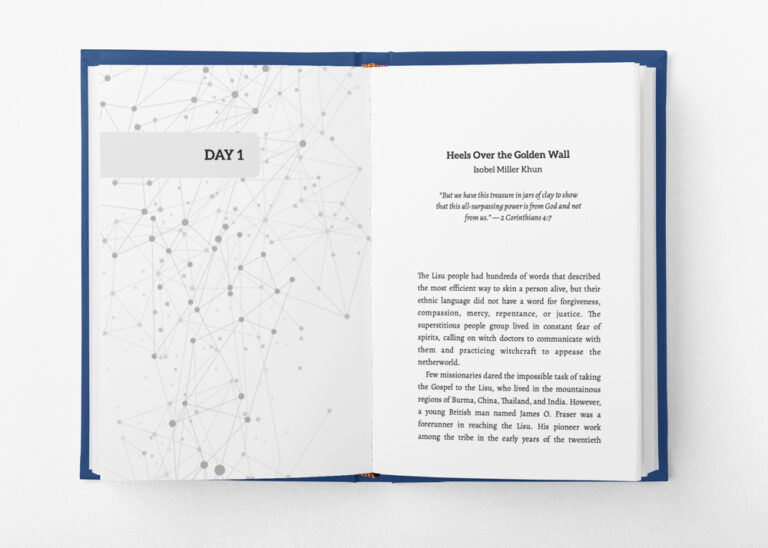 DAY 1
Heels Over the Golden Wall
Isobel Miller Khun
"But we have this treasure in jars of clay to show
that this all-surpassing power is from God and not
from us." — 2 Corinthians 4:7
The Lisu people had hundreds of words that described
the most efficient way to skin a person alive, but their
ethnic language did not have a word for forgiveness,
compassion, mercy, repentance, or justice. The
superstitious people group lived in constant fear of
spirits, calling on witch doctors to communicate with
them and practicing witchcraft to appease the
netherworld.
Few missionaries dared the impossible task of taking
the Gospel to the Lisu, who lived in the mountainous
regions of Burma, China, Thailand, and India. However,
a young British man named James O. Fraser was a
forerunner in reaching the Lisu. His pioneer work
among the tribe in the early years of the twentieth